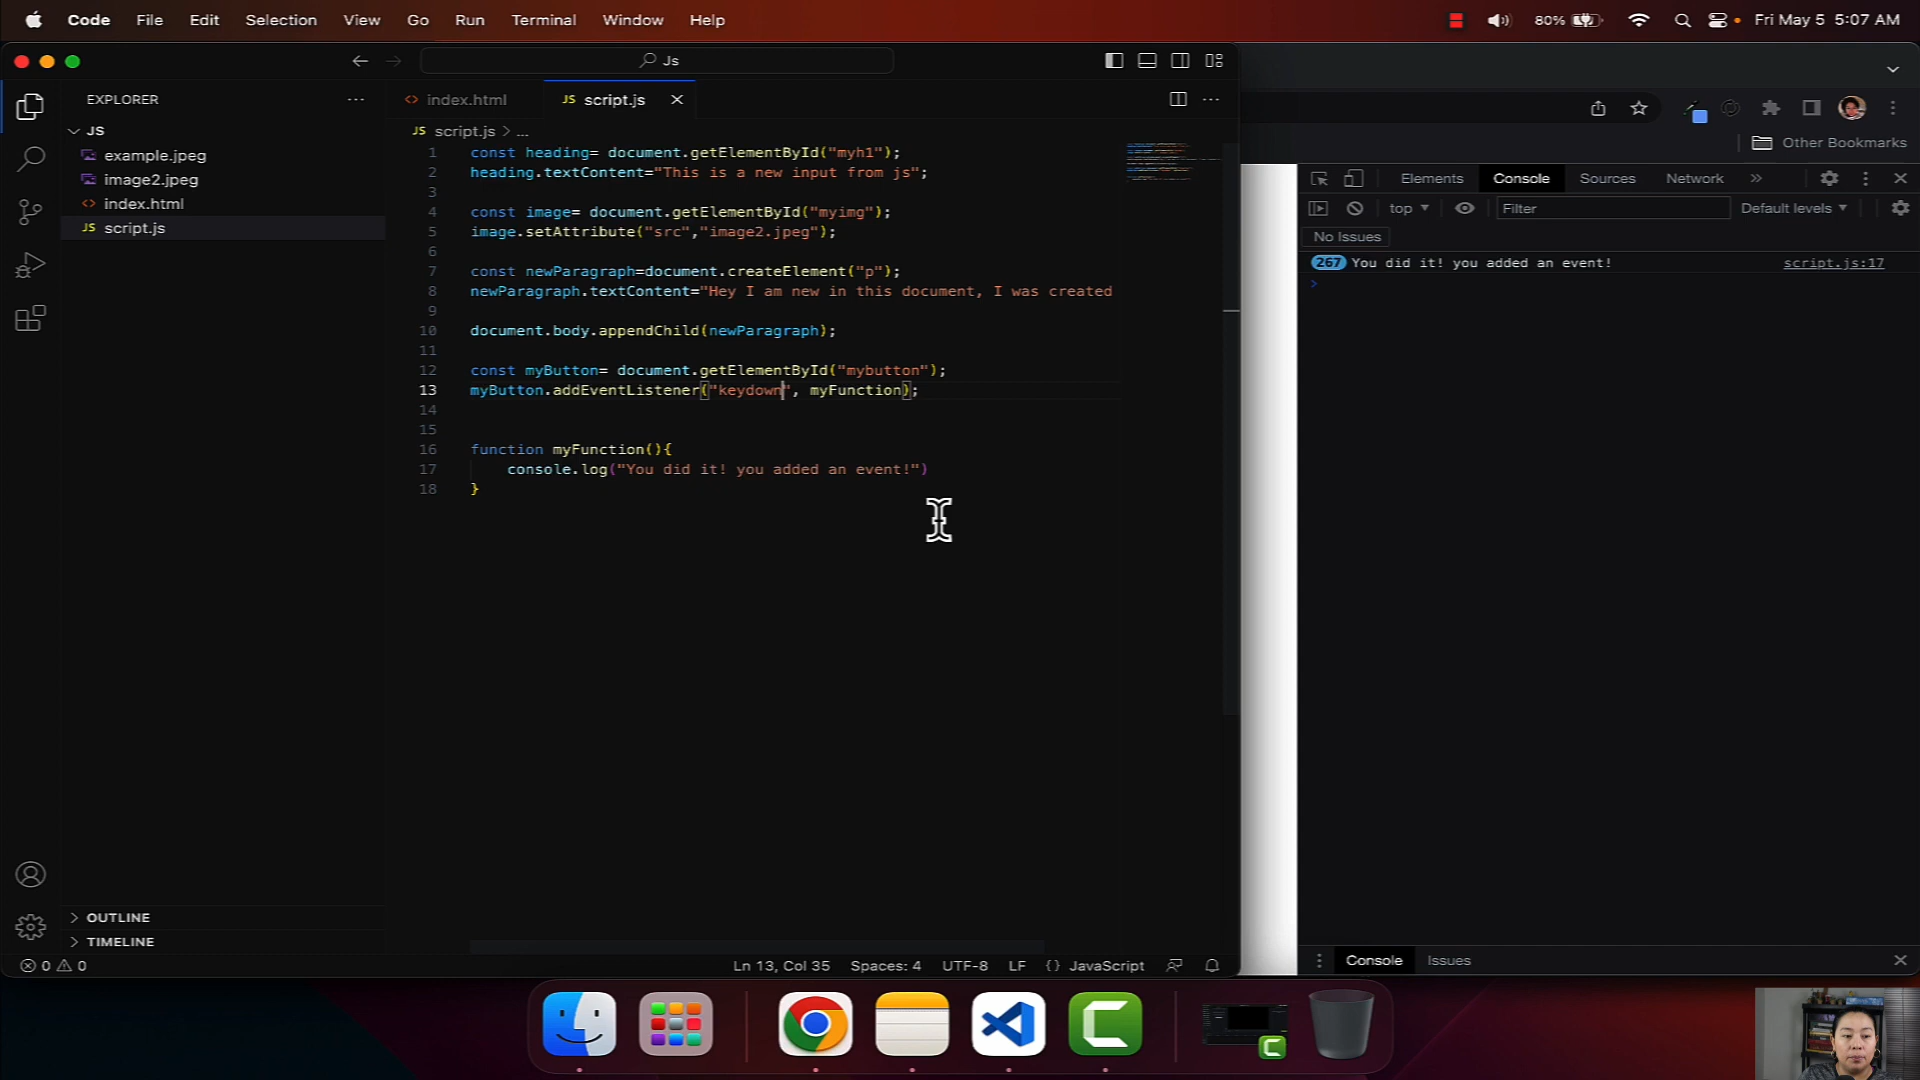 Code File Edit Selection View Go Run Terminal Window Help
80% Fri May 5 5:07 AM
Js
EXPLORER
JS
example.jpeg
image2.jpeg
index.html
JS script.js
OUTLINE
TIMELINE
index.html
JS script.js
JS script.js > ...
1 const heading= document.getElementById("myh1");
2 heading.textContent="This is a new input from js";
3
4 const image= document.getElementById("myimg");
5 image.setAttribute("src","image2.jpeg");
6
7 const newParagraph=document.createElement("p");
8 newParagraph.textContent="Hey I am new in this document, I was created
9
10 document.body.appendChild(newParagraph);
11
12 const myButton= document.getElementById("mybutton");
13 myButton.addEventListener("keydown", myFunction);
14
15
16 function myFunction(){
17 console.log("You did it! you added an event!")
18 }
0 0
Ln 13, Col 35 Spaces: 4 UTF-8 LF {} JavaScript
Other Bookmarks
Elements Console Sources Network »
top Filter Default levels
No Issues
267 You did it! you added an event! script.js:17
>
Console Issues